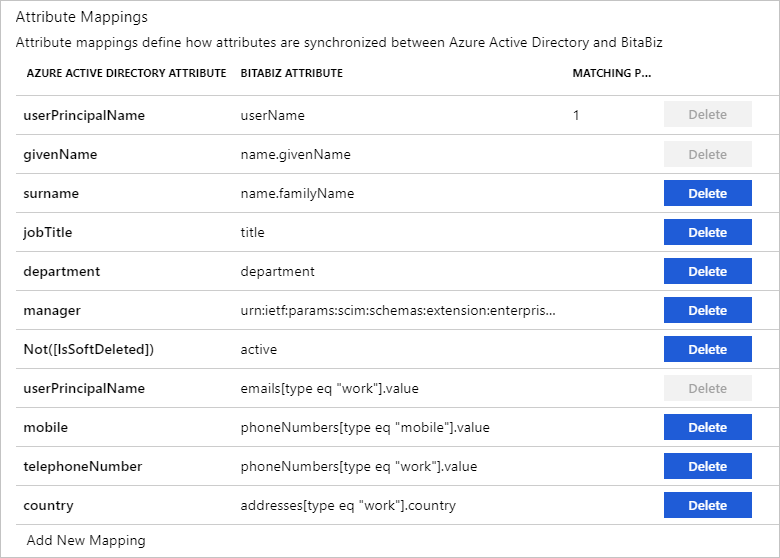 Attribute Mappings
Attribute mappings define how attributes are synchronized between Azure Active Directory and BitaBiz
AZURE ACTIVE DIRECTORY ATTRIBUTE BITABIZ ATTRIBUTE MATCHING P...
userPrincipalName userName 1 Delete
givenName name.givenName Delete
surname name.familyName Delete
jobTitle title Delete
department department Delete
manager urn:ietf:params:scim:schemas:extension:enterpris... Delete
Not([IsSoftDeleted]) active Delete
userPrincipalName emails[type eq "work"].value Delete
mobile phoneNumbers[type eq "mobile"].value Delete
telephoneNumber phoneNumbers[type eq "work"].value Delete
country addresses[type eq "work"].country Delete
Add New Mapping